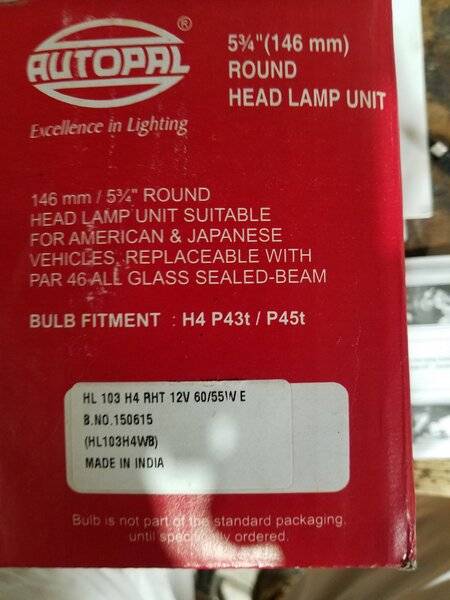 AUTOPAL ®
Excellence in Lighting
5¾"(146 mm)
ROUND
HEAD LAMP UNIT
146 mm / 5¾" ROUND
HEAD LAMP UNIT SUITABLE
FOR AMERICAN & JAPANESE
VEHICLES, REPLACEABLE WITH
PAR 46 ALL GLASS SEALED-BEAM
BULB FITMENT : H4 P43t / P45t
HL 103 H4 RHT 12V 60/55W E
B.NO.150615
(HL103H4WB)
MADE IN INDIA
Bulb is not part of the standard packaging,
until specifically ordered.